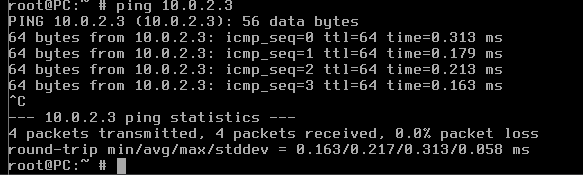 root@PC:~ # ping 10.0.2.3
PING 10.0.2.3 (10.0.2.3): 56 data bytes
64 bytes from 10.0.2.3: icmp_seq=0 ttl=64 time=0.313 ms
64 bytes from 10.0.2.3: icmp_seq=1 ttl=64 time=0.179 ms
64 bytes from 10.0.2.3: icmp_seq=2 ttl=64 time=0.213 ms
64 bytes from 10.0.2.3: icmp_seq=3 ttl=64 time=0.163 ms
^C
--- 10.0.2.3 ping statistics ---
4 packets transmitted, 4 packets received, 0.0% packet loss
round-trip min/avg/max/stddev = 0.163/0.217/0.313/0.058 ms
root@PC:~ #